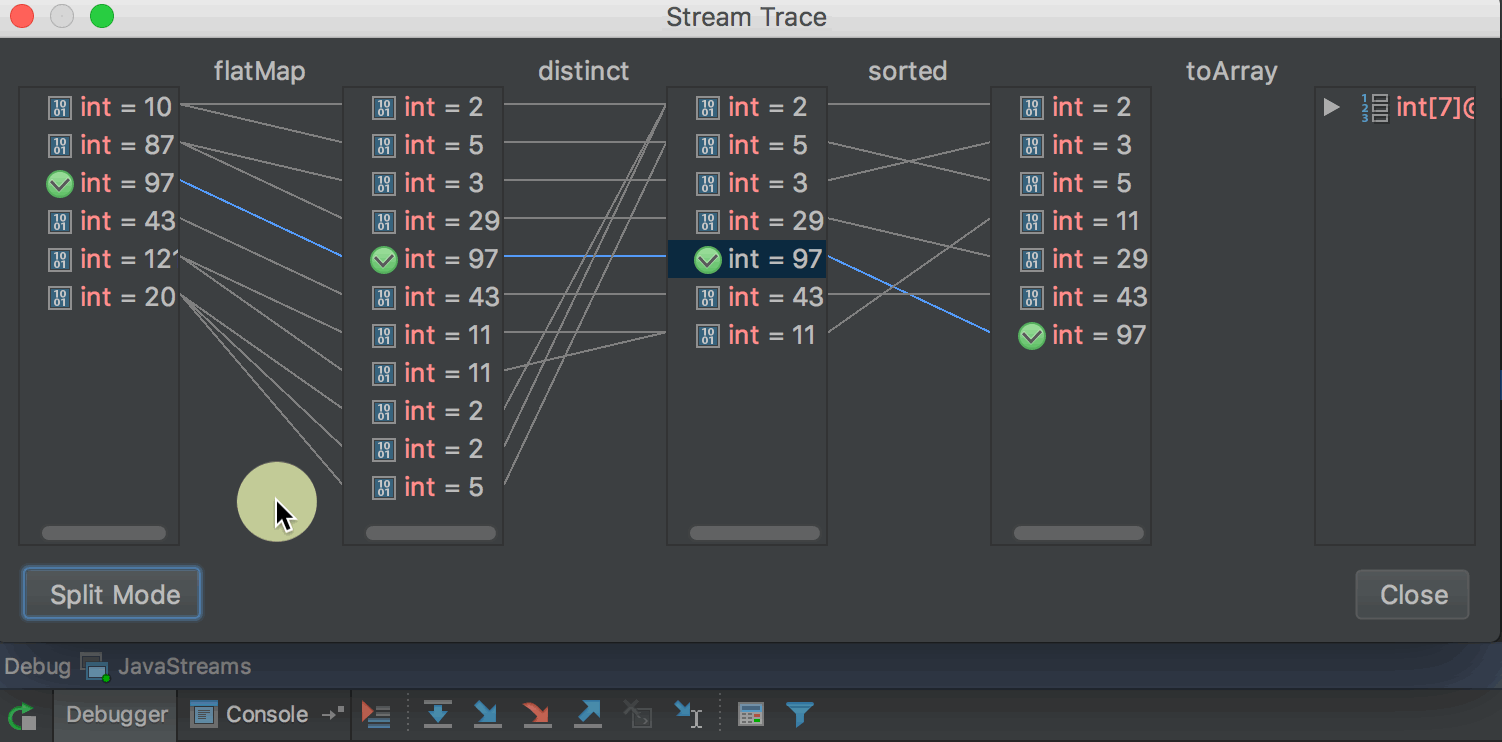 Stream Trace
flatMap distinct sorted toArray
int = 10 int = 2 int = 2 int = 2 int[7]@
int = 87 int = 5 int = 5 int = 3
int = 97 int = 3 int = 3 int = 5
int = 43 int = 29 int = 29 int = 11
int = 12 int = 97 int = 97 int = 29
int = 20 int = 43 int = 43 int = 43
int = 11 int = 11 int = 97
int = 11
int = 2
int = 2
int = 5
Split Mode Close
Debug JavaStreams
Debugger Console